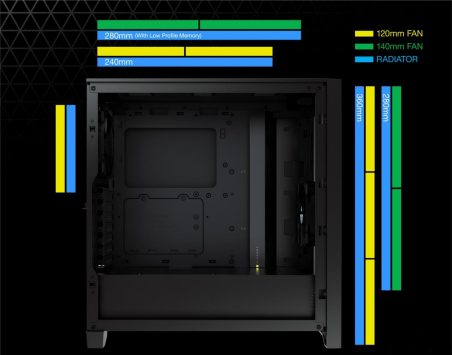 280mm (With Low Profile Memory)
240mm
120mm FAN
140mm FAN
RADIATOR
360mm
280mm